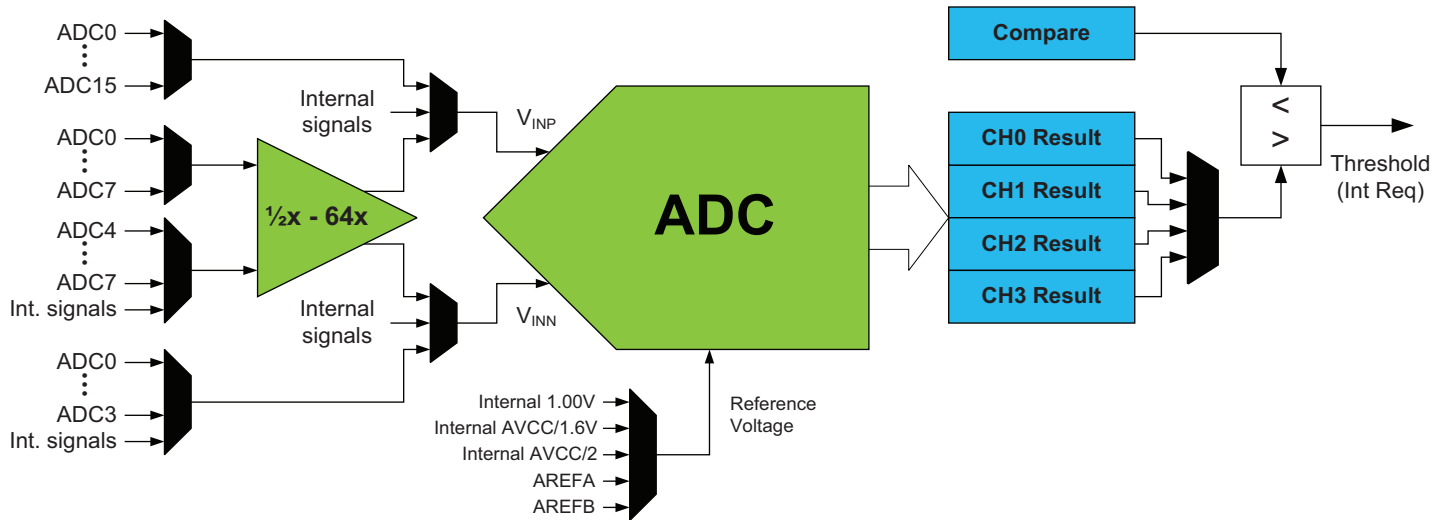 ADC0
ADC15
ADC0
ADC7
ADC4
ADC7
Int. signals
ADC0
ADC3
Int. signals
½x - 64x
Internal
signals
Internal
signals
VINP
VINN
ADC
Internal 1.00V
Internal AVCC/1.6V
Internal AVCC/2
AREFA
AREFB
Reference
Voltage
Compare
CH0 Result
CH1 Result
CH2 Result
CH3 Result
<
>
Threshold
(Int Req)